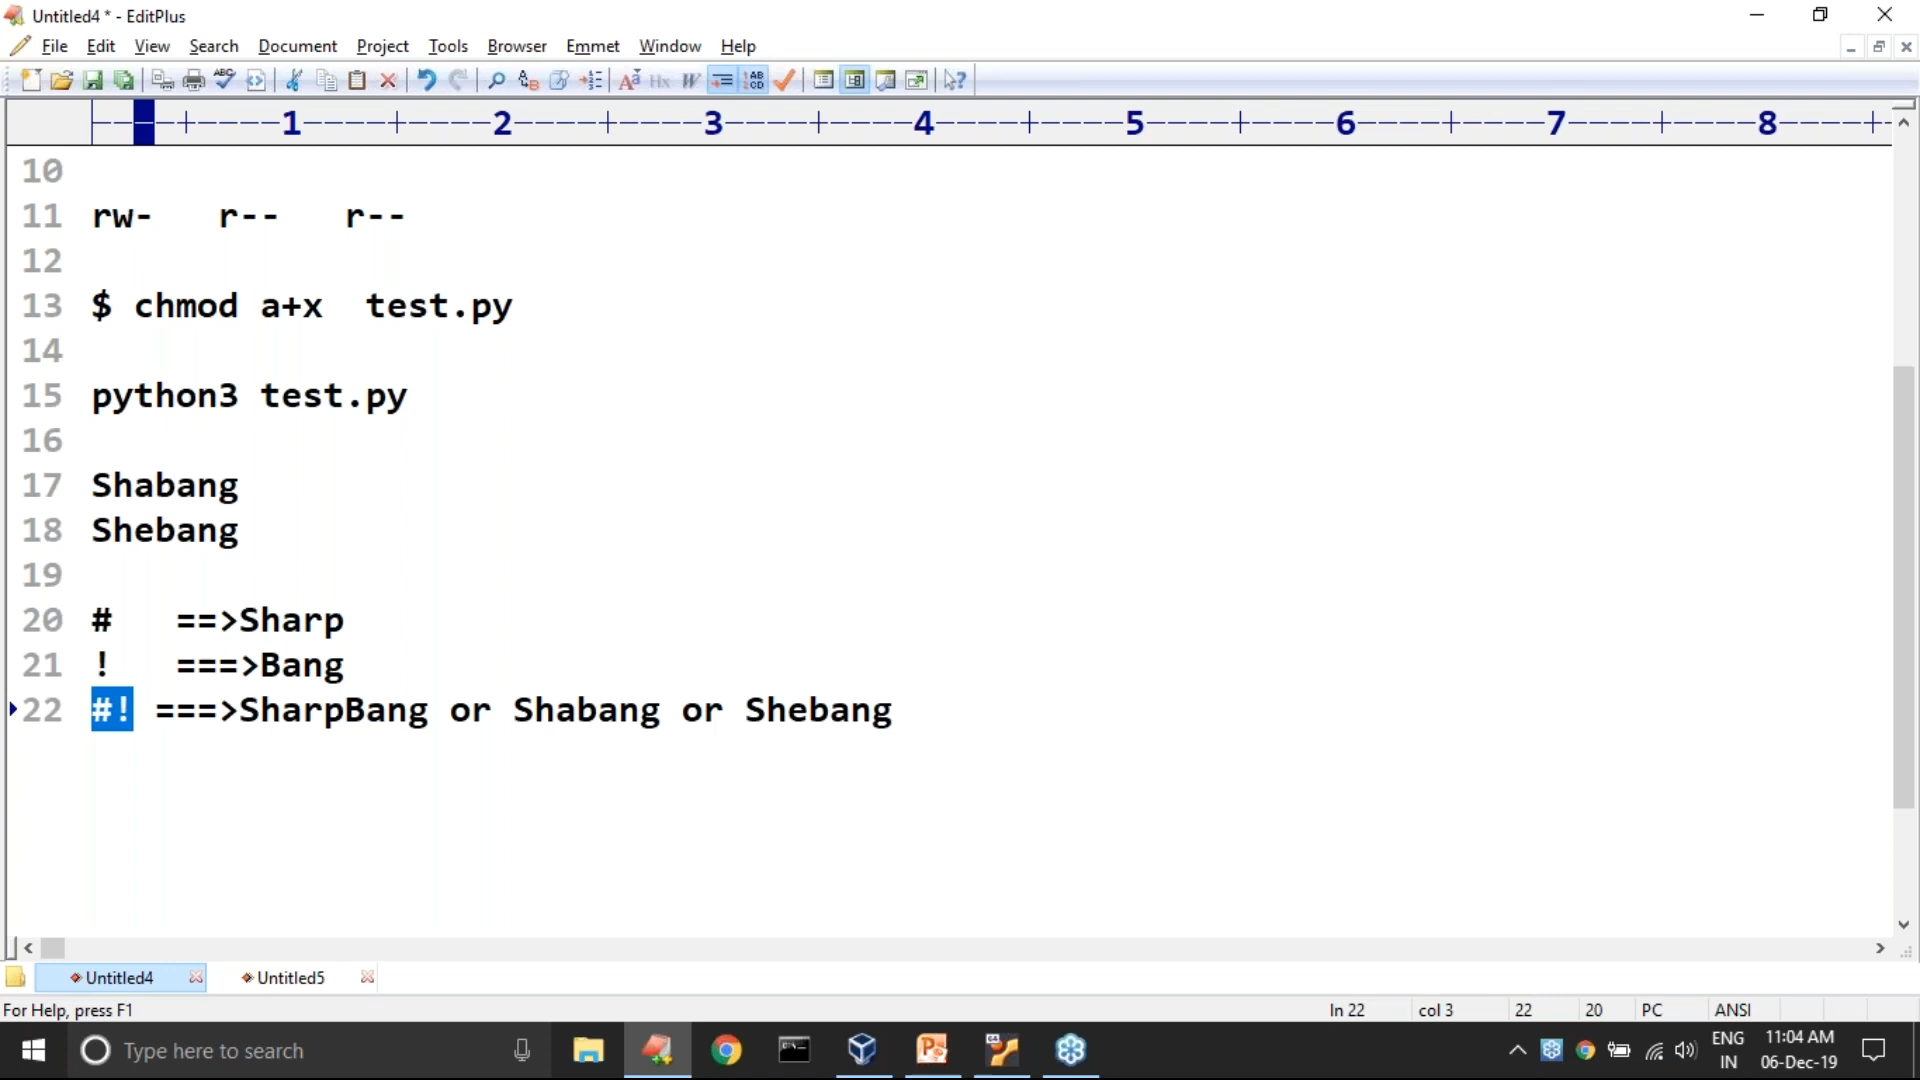 Untitled4 * - EditPlus
File Edit View Search Document Project Tools Browser Emmet Window Help
1 2 3 4 5 6 7 8
10
11 rw-   r--   r--
12
13 $ chmod a+x  test.py
14
15 python3 test.py
16
17 Shabang
18 Shebang
19
20 #   ==>Sharp
21 !   ===>Bang
22 #! ===>SharpBang or Shabang or Shebang
Untitled4 Untitled5
For Help, press F1 ln 22 col 3 22 20 PC ANSI
Type here to search
ENG 11:04 AM
IN 06-Dec-19